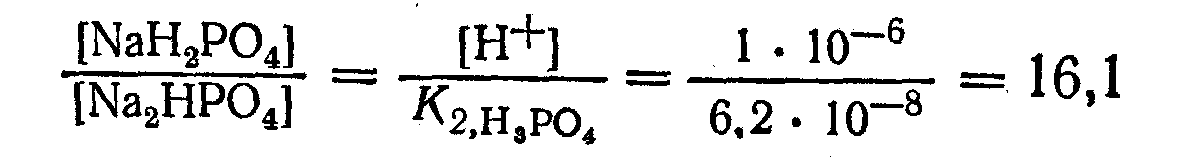 [NaH₂PO₄] / [Na₂HPO₄] = [H⁺] / K₂,H₃PO₄ = 1 · 10⁻⁶ / 6,2 · 10⁻⁸ = 16,1